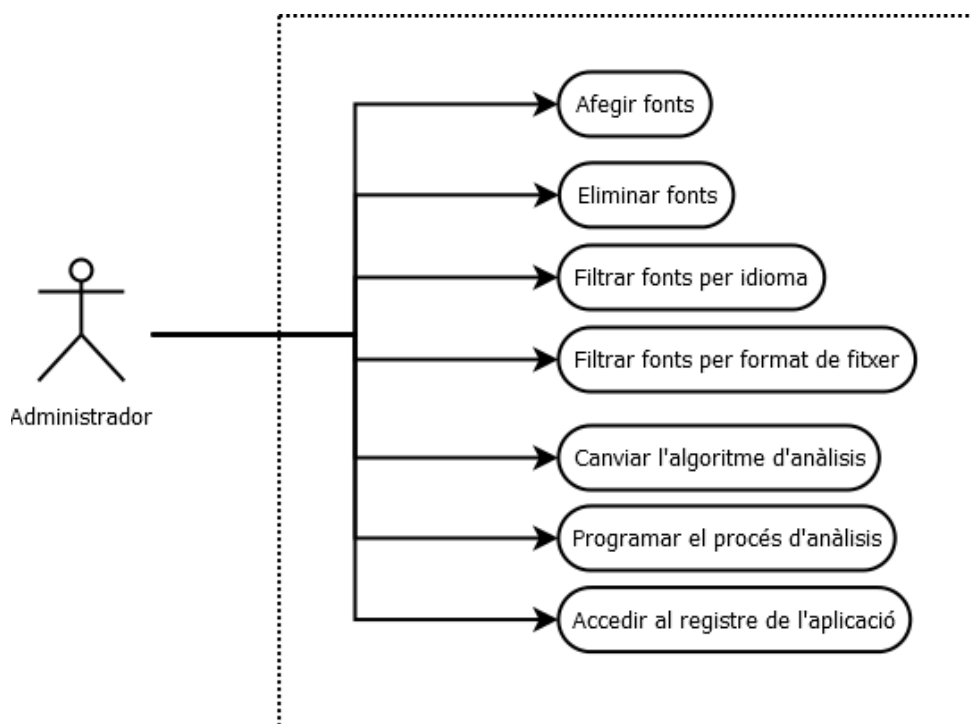 Afegir fonts
Eliminar fonts
Filtrar fonts per idioma
Filtrar fonts per format de fitxer
Administrador
Canviar l'algoritme d'anàlisis
Programar el procés d'anàlisis
Accedir al registre de l'aplicació